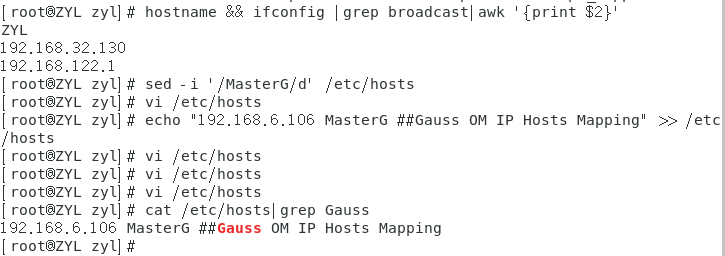 [root@ZYL zyl]# hostname && ifconfig |grep broadcast|awk '{print $2}'
ZYL
192.168.32.130
192.168.122.1
[root@ZYL zyl]# sed -i '/MasterG/d' /etc/hosts
[root@ZYL zyl]# vi /etc/hosts
[root@ZYL zyl]# echo "192.168.6.106 MasterG ##Gauss OM IP Hosts Mapping" >> /etc
/hosts
[root@ZYL zyl]# vi /etc/hosts
[root@ZYL zyl]# vi /etc/hosts
[root@ZYL zyl]# vi /etc/hosts
[root@ZYL zyl]# cat /etc/hosts|grep Gauss
192.168.6.106 MasterG ##Gauss OM IP Hosts Mapping
[root@ZYL zyl]#